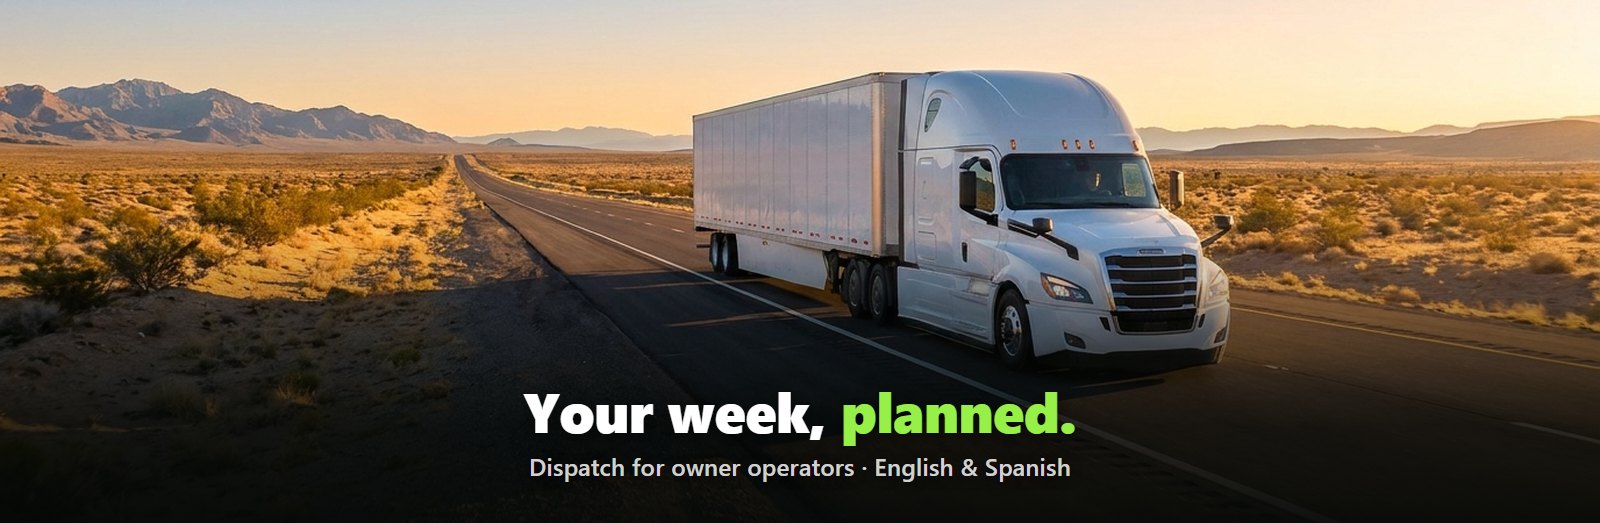 Your week, planned.
Dispatch for owner operators · English & Spanish